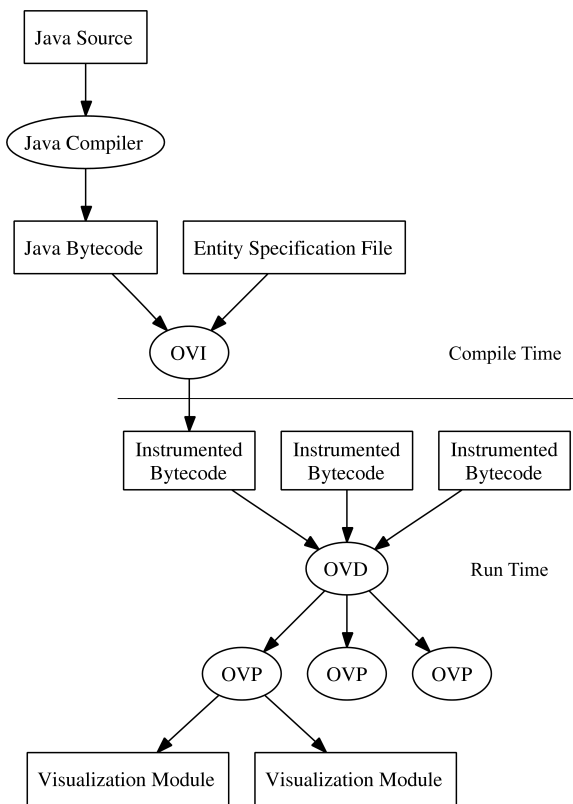 Java Source
Java Compiler
Java Bytecode
Entity Specification File
OVI
Compile Time
Instrumented
Bytecode
Instrumented
Bytecode
Instrumented
Bytecode
OVD
Run Time
OVP
OVP
OVP
Visualization Module
Visualization Module